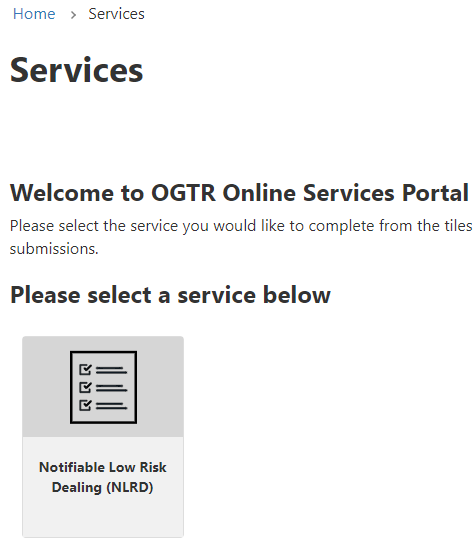 Home > Services
Services
Welcome to OGTR Online Services Portal
Please select the service you would like to complete from the tiles
submissions.
Please select a service below
Notifiable Low Risk
Dealing (NLRD)